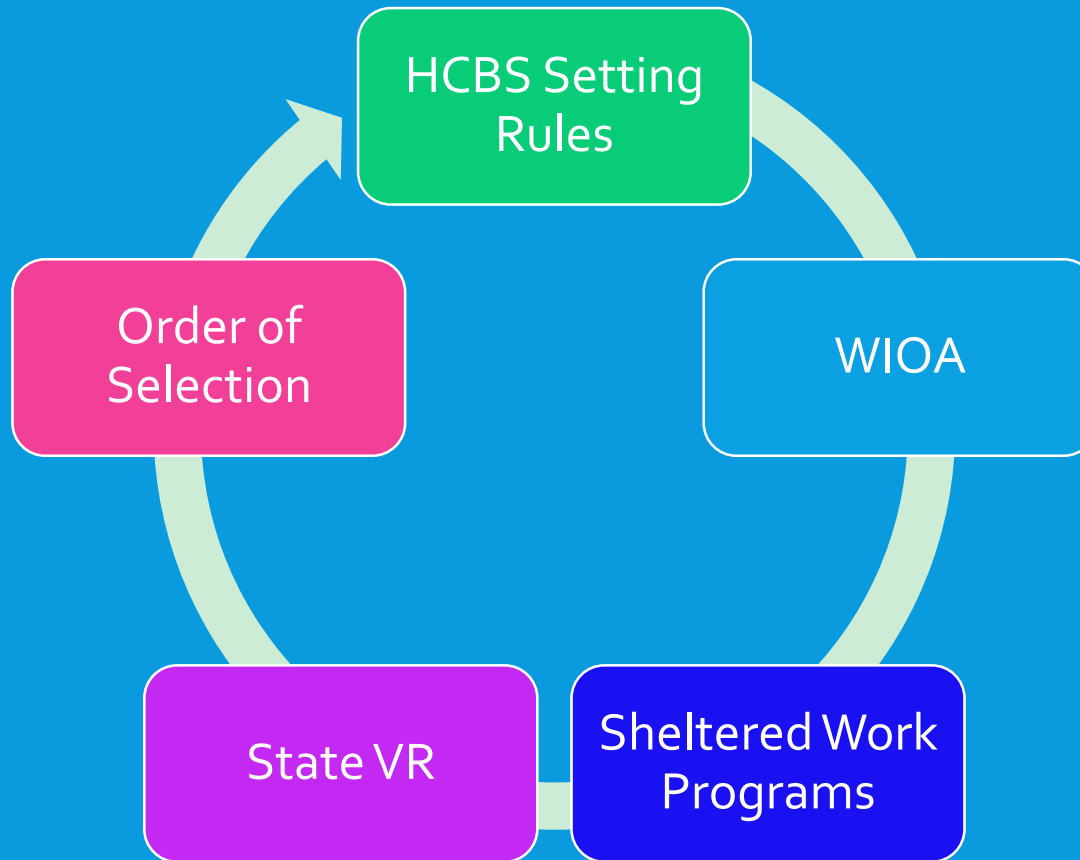 HCBS Setting
Rules
WIOA
Sheltered Work
Programs
State VR
Order of
Selection